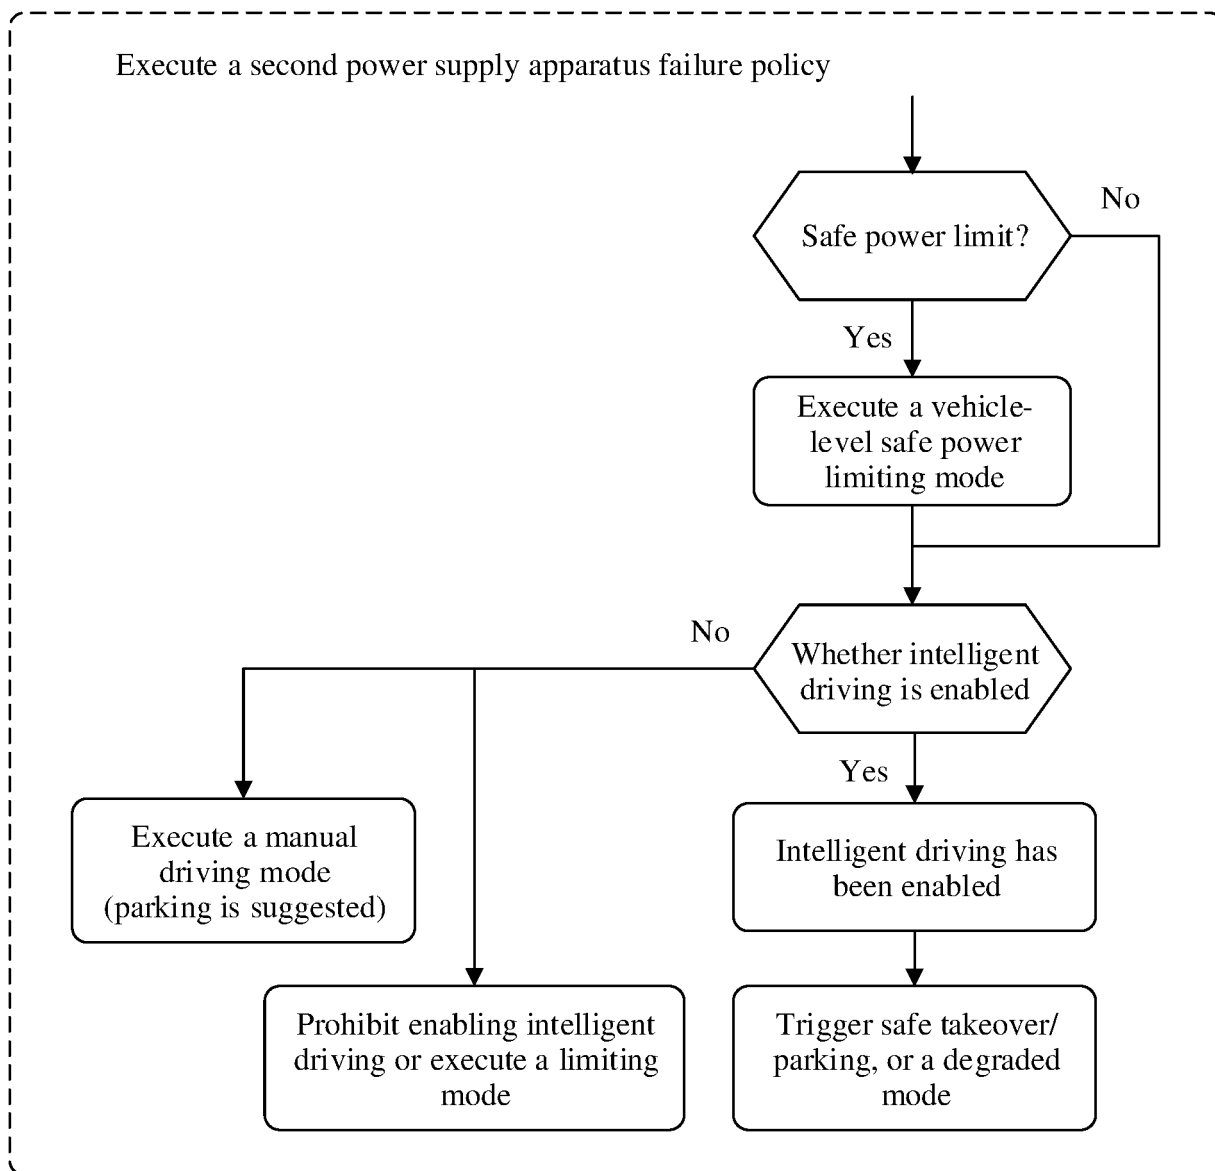 Execute a second power supply apparatus failure policy
No
Safe power limit?
Yes
Execute a vehicle-
level safe power
limiting mode
No
Whether intelligent
driving is enabled
Yes
Execute a manual
driving mode
(parking is suggested)
Intelligent driving has
been enabled
Prohibit enabling intelligent
driving or execute a limiting
mode
Trigger safe takeover/
parking, or a degraded
mode